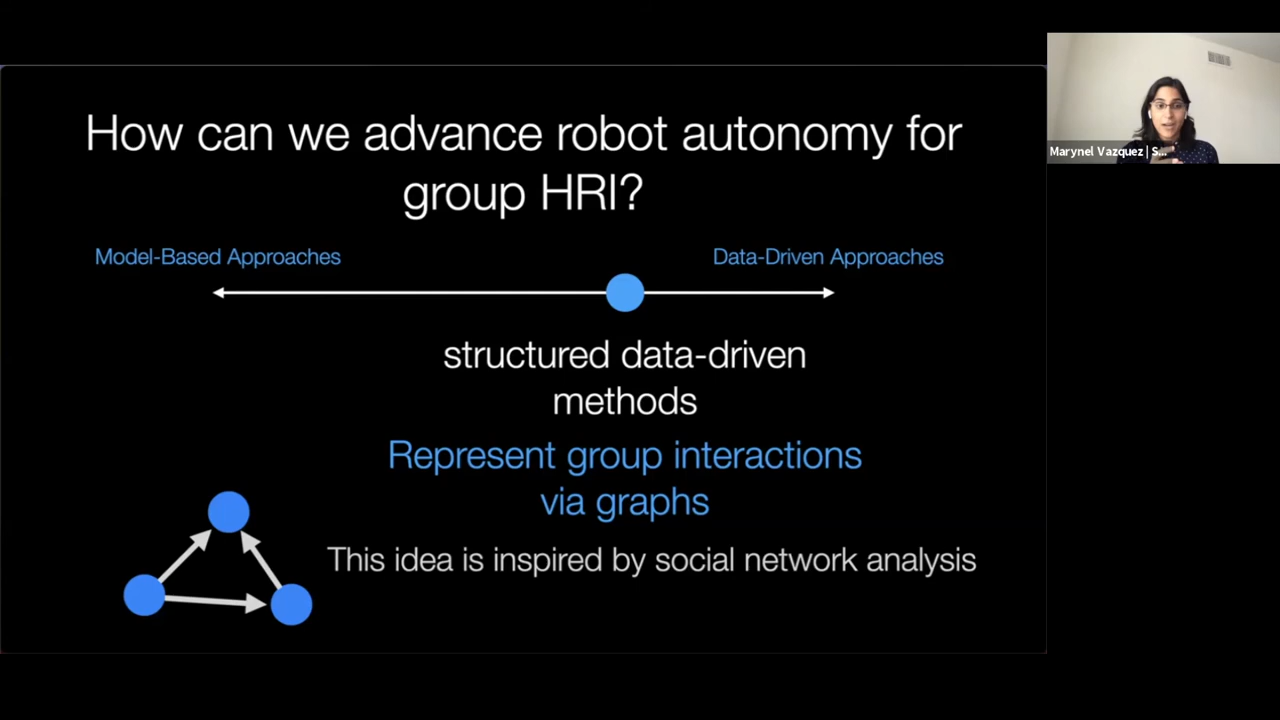 How can we advance robot autonomy for
group HRI?
Model-Based Approaches
Data-Driven Approaches
structured data-driven
methods
Represent group interactions
via graphs
This idea is inspired by social network analysis
Marynel Vazquez | S...